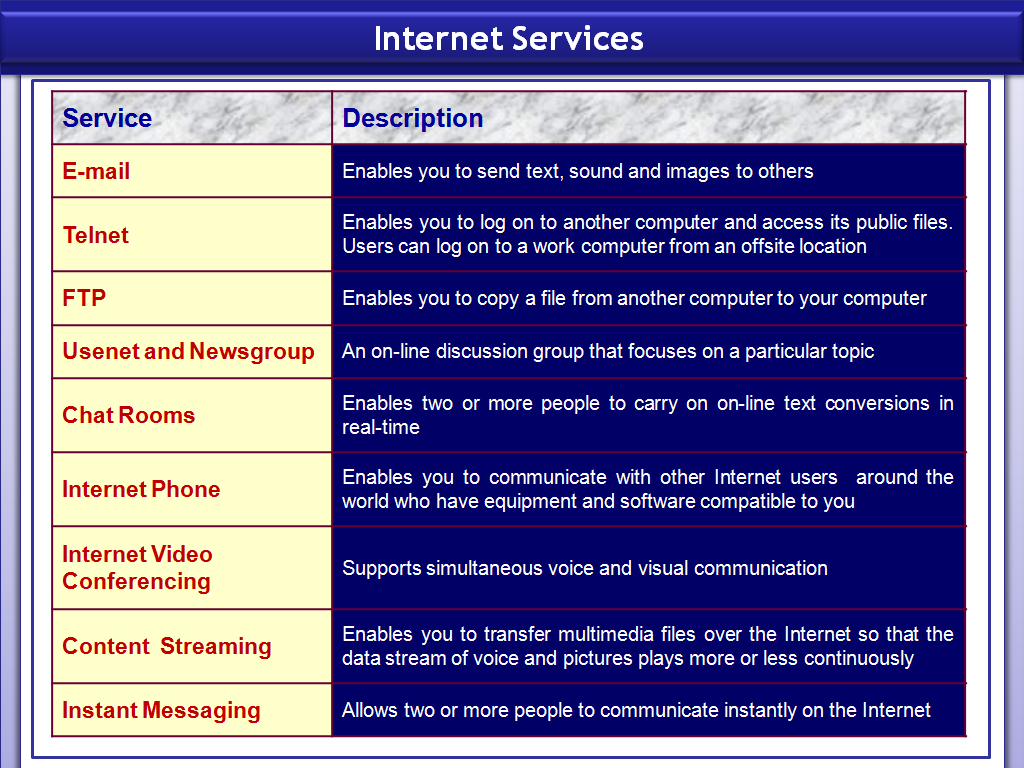 Internet Services
Service
Description
E-mail
Enables you to send text, sound and images to others
Telnet
Enables you to log on to another computer and access its public files.
Users can log on to a work computer from an offsite location
FTP
Enables you to copy a file from another computer to your computer
Usenet and Newsgroup
An on-line discussion group that focuses on a particular topic
Chat Rooms
Enables two or more people to carry on on-line text conversions in
real-time
Internet Phone
Enables you to communicate with other Internet users around the
world who have equipment and software compatible to you
Internet Video
Conferencing
Supports simultaneous voice and visual communication
Content Streaming
Enables you to transfer multimedia files over the Internet so that the
data stream of voice and pictures plays more or less continuously
Instant Messaging
Allows two or more people to communicate instantly on the Internet